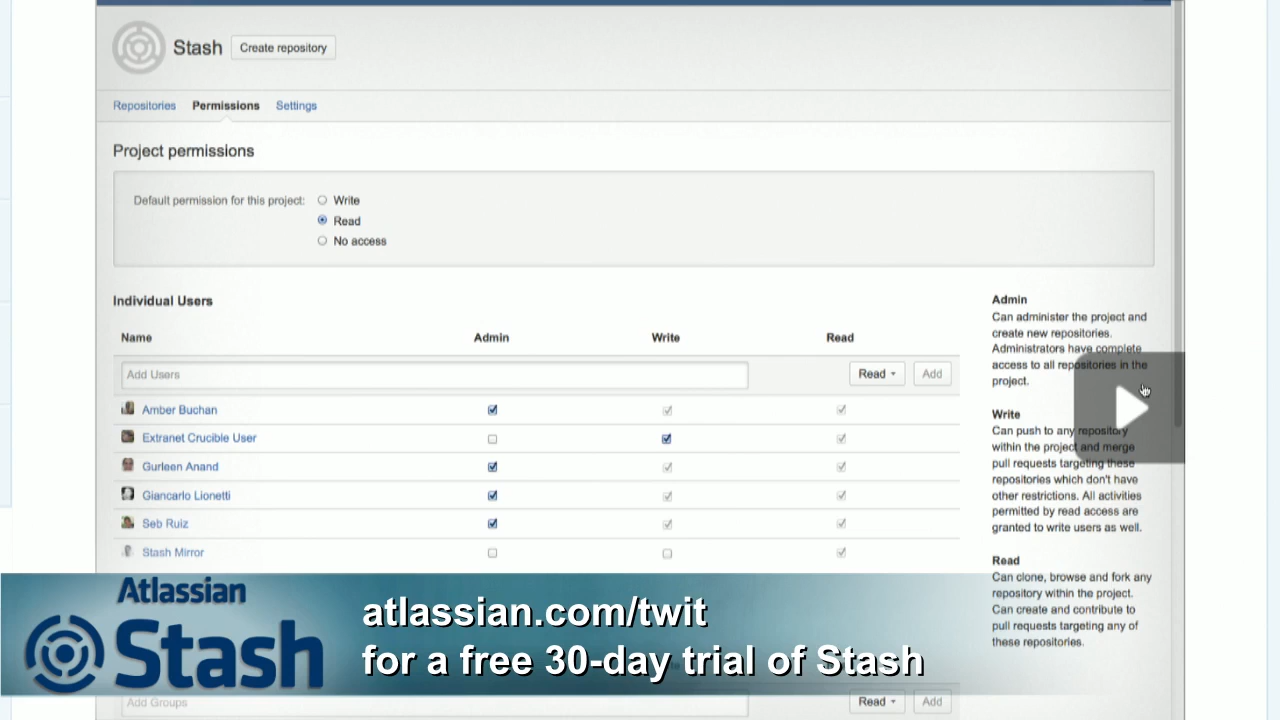 Stash Create repository
Repositories Permissions Settings
Project permissions
Default permission for this project: Write
Read
No access
Individual Users
Name Admin Write Read
Add Users Read Add
Amber Buchan
Extranet Crucible User
Gurleen Anand
Giancarlo Lionetti
Seb Ruiz
Stash Mirror
Admin
Can administer the project and
create new repositories.
Administrators have complete
access to all repositories in the
project.
Write
Can push to any repository
within the project and merge
pull requests targeting these
repositories which don't have
other restrictions. All activities
permitted by read access are
granted to write users as well.
Read
Can clone, browse and fork any
repository within the project.
Can create and contribute to
pull requests targeting any of
these repositories.
Atlassian
Stash
atlassian.com/twit
for a free 30-day trial of Stash
Add Groups Read Add